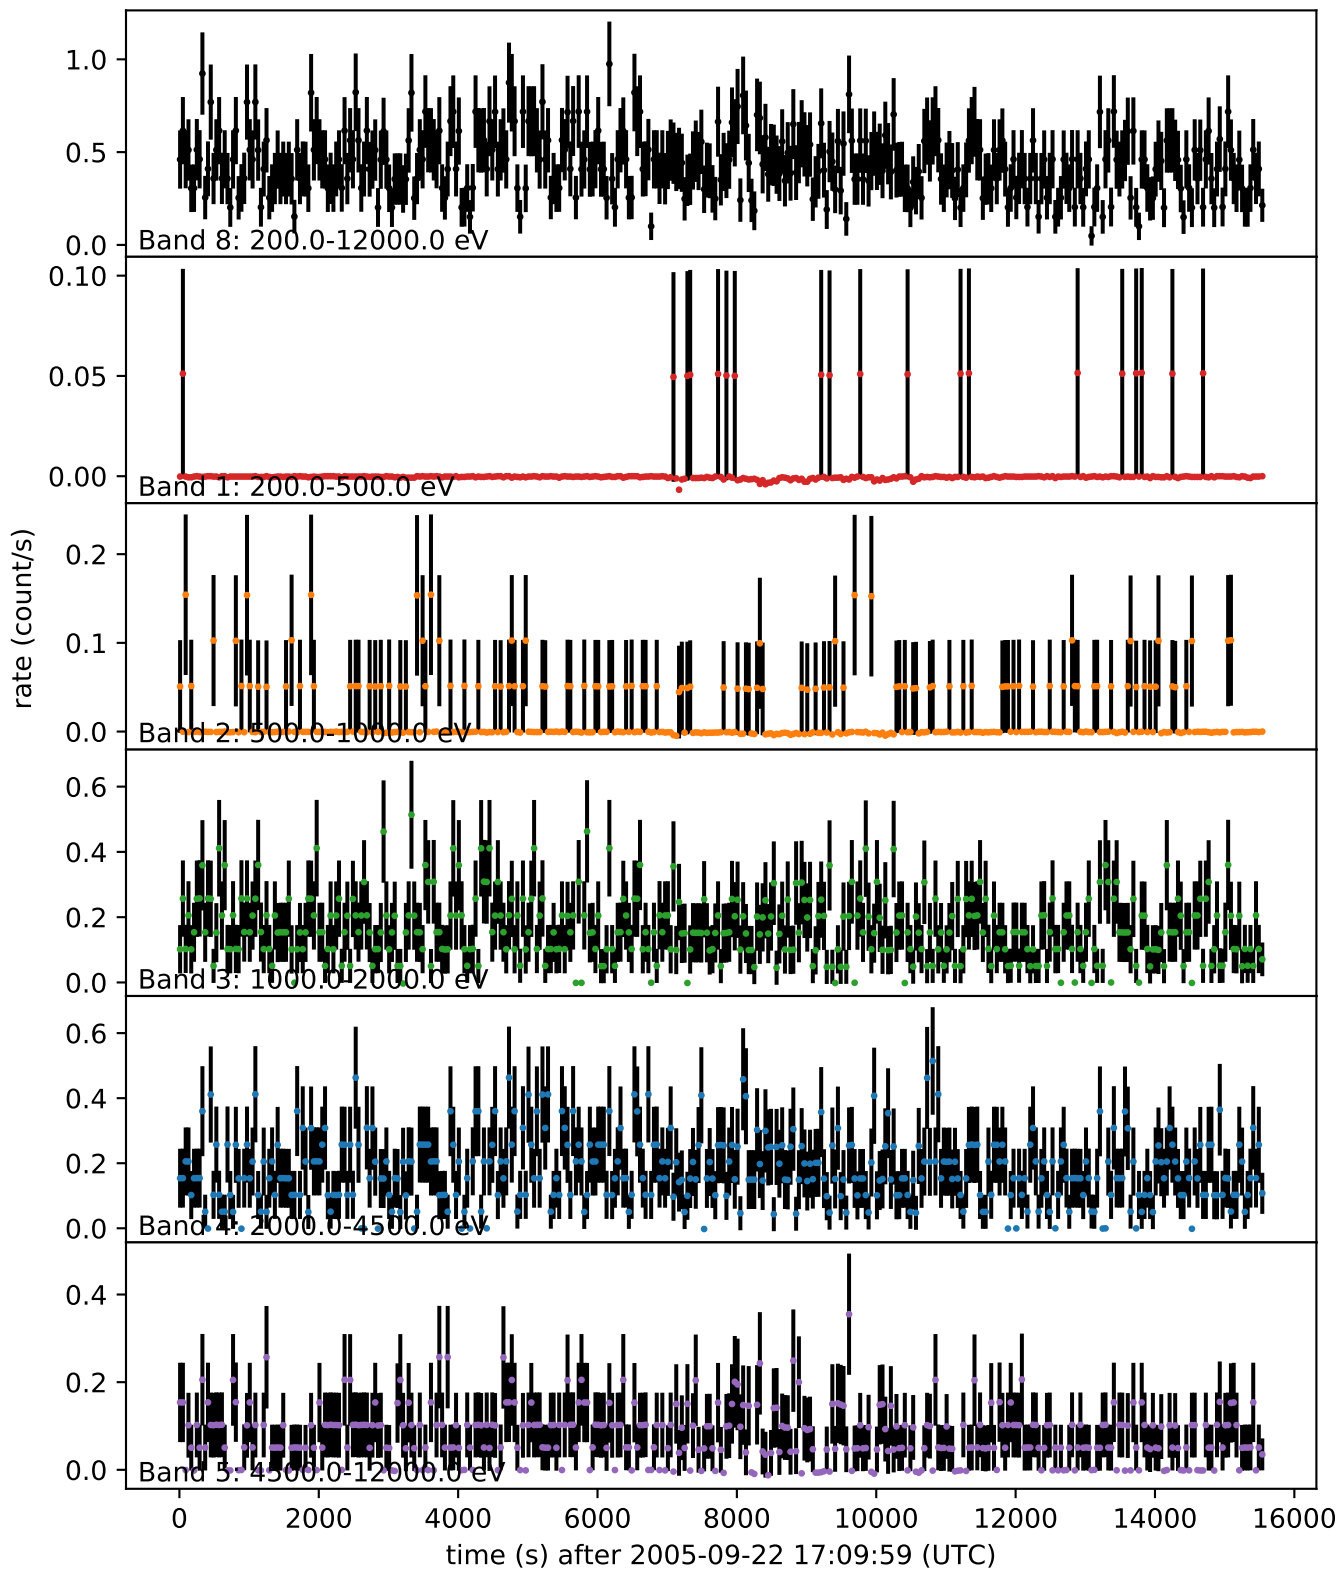 1.0
0.5
0.0
Band 8: 200.0-12000.0 eV
0.10
0.05
0.00
Band 1: 200.0-500.0 eV
rate (count/s)
0.2
0.1
0.0
Band 2: 500.0-1000.0 eV
0.6
0.4
0.2
0.0
Band 3: 1000.0-2000.0 eV
0.6
0.4
0.2
0.0
Band 4: 2000.0-4500.0 eV
0.4
0.2
0.0
Band 5: 4500.0-12000.0 eV
0 2000 4000 6000 8000 10000 12000 14000 16000
time (s) after 2005-09-22 17:09:59 (UTC)